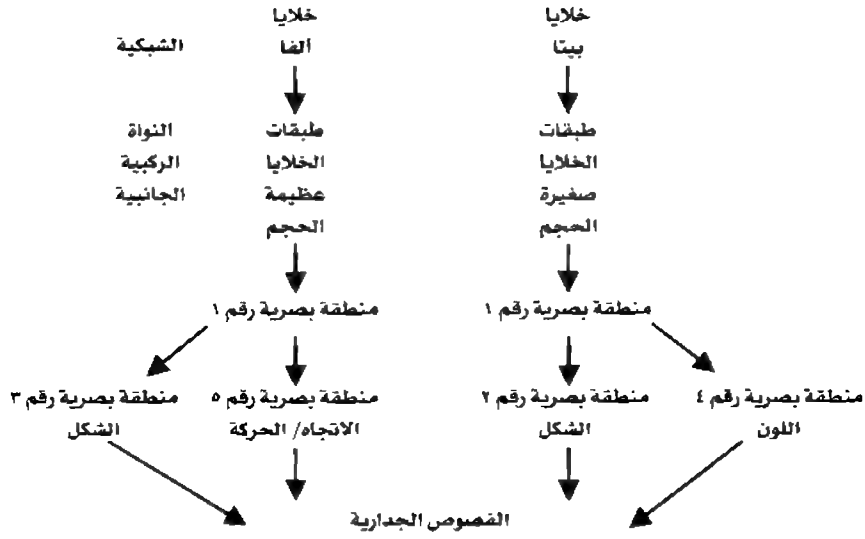 خلايا خلايا
بيتا ألفا الشبكية
طبقات طبقات النواة
الخلايا الخلايا الركبية
صغيرة عظيمة الجانبية
الحجم الحجم
منطقة بصرية رقم ١ منطقة بصرية رقم ١
منطقة بصرية رقم ٤ منطقة بصرية رقم ٢ منطقة بصرية رقم ٥ منطقة بصرية رقم ٣
اللون الشكل الاتجاه/ الحركة الشكل
الفصوص الجدارية